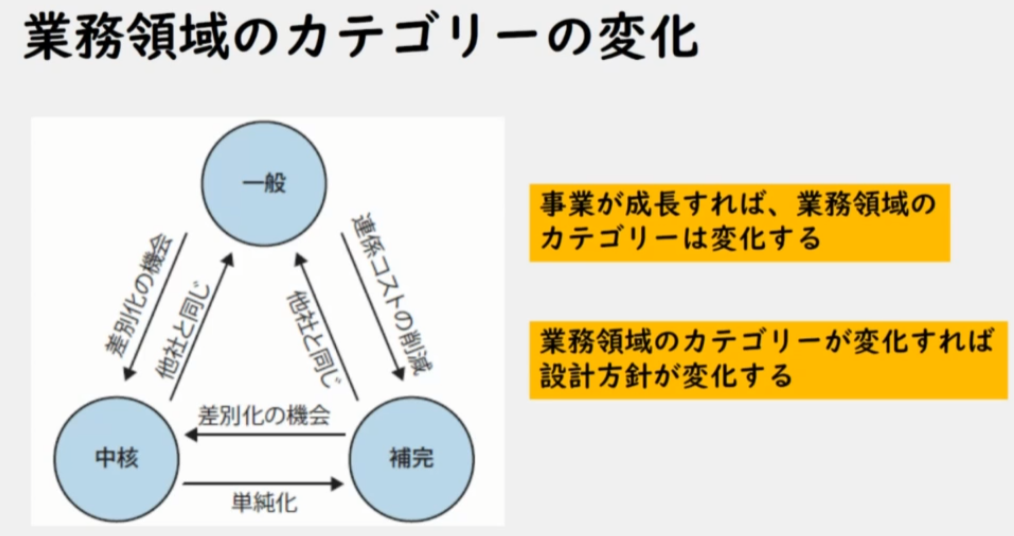 業務領域のカテゴリーの変化
一般
差別化の機会
他社と同じ
他社と同じ
連係コストの削減
差別化の機会
中核
補完
単純化
事業が成長すれば、業務領域の
カテゴリーは変化する
業務領域のカテゴリーが変化すれば
設計方針が変化する